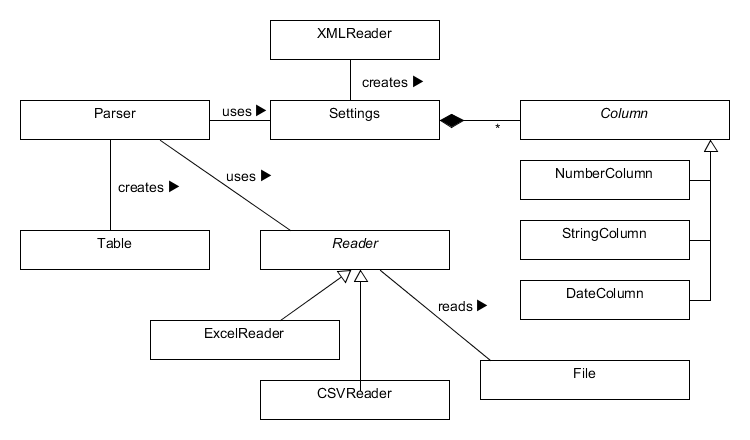 XMLReader
creates ▶
Parser
uses ▶
Settings
*
Column
NumberColumn
creates ▶
uses ▶
StringColumn
Table
Reader
DateColumn
reads ▶
ExcelReader
File
CSVReader